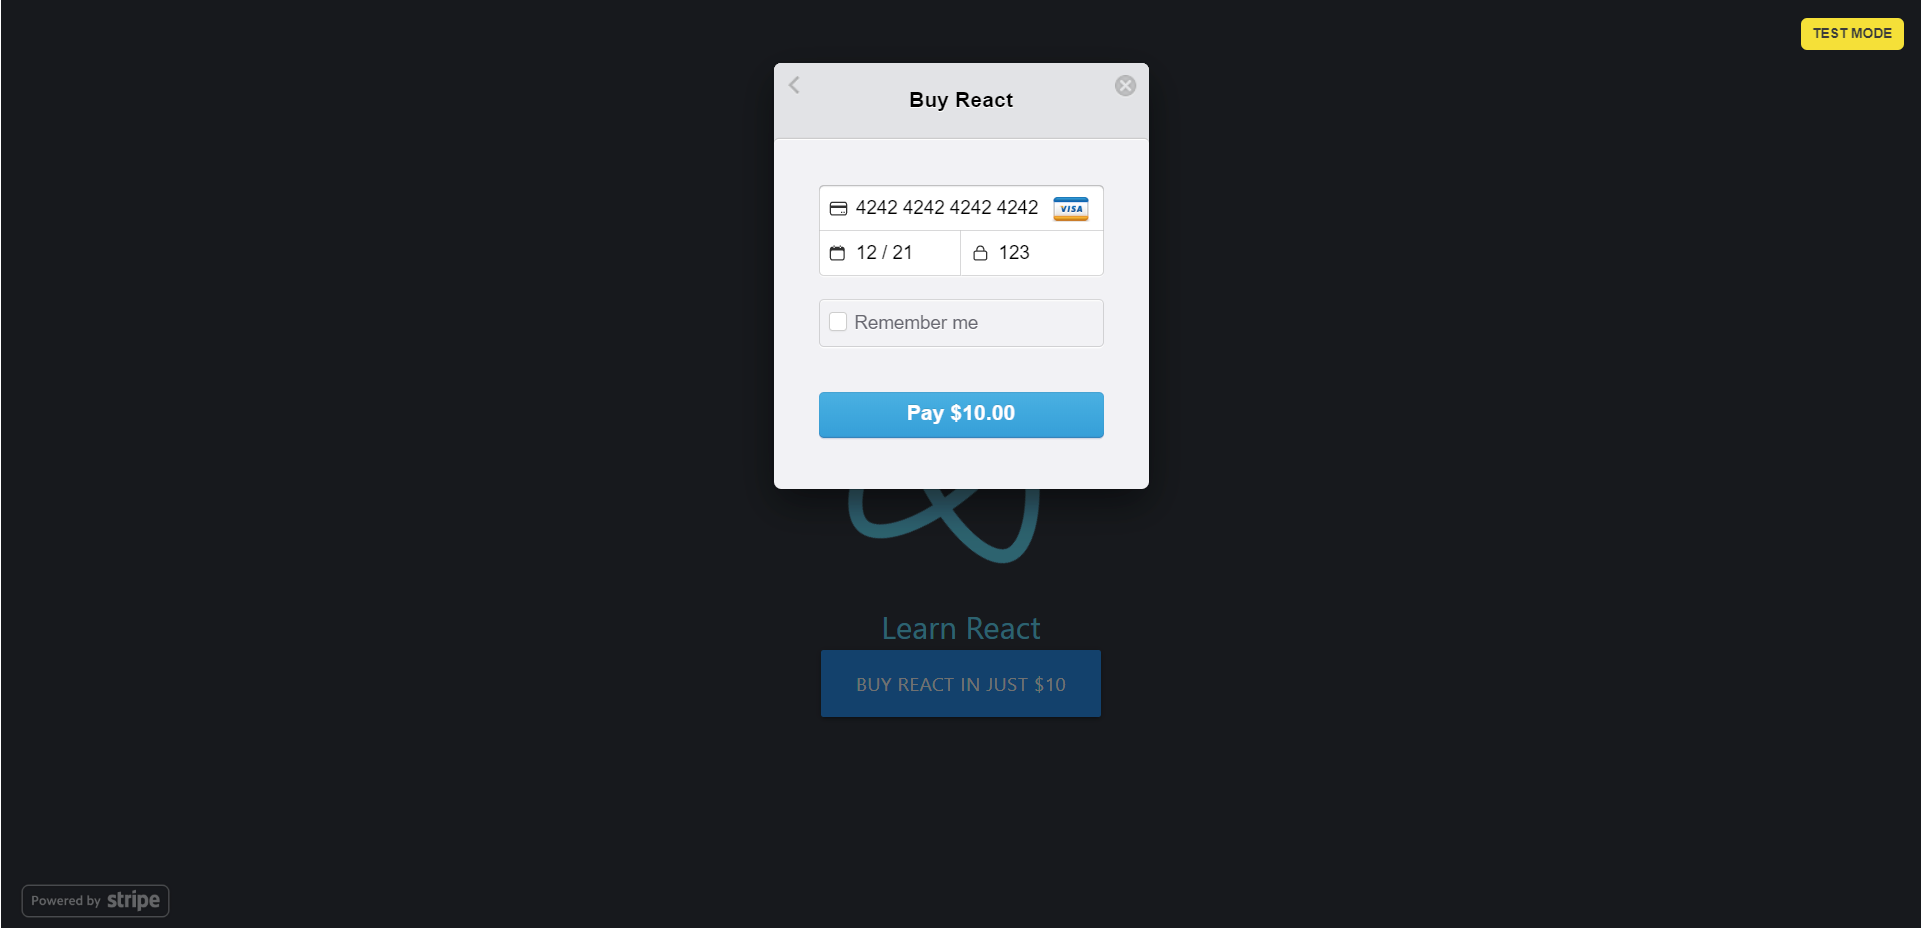 TEST MODE
Buy React
4242 4242 4242 4242 VISA
12 / 21 123
Remember me
Pay $10.00
Learn React
BUY REACT IN JUST $10
Powered by stripe